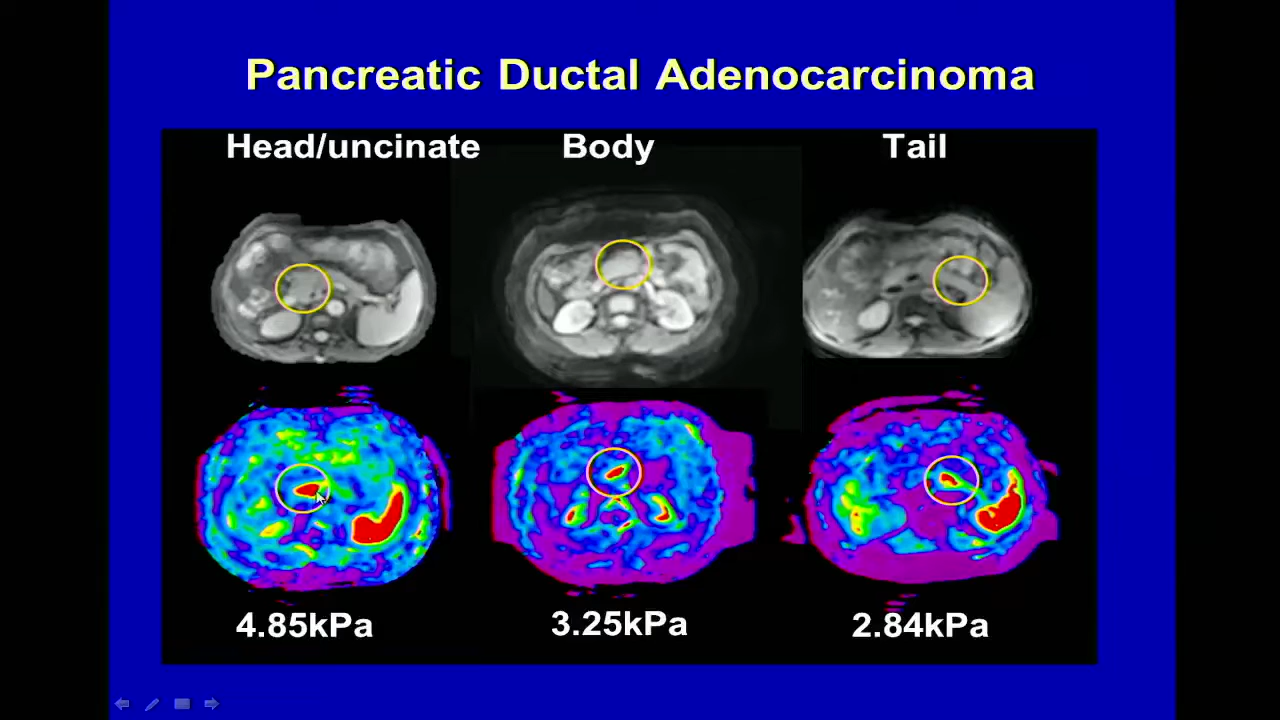 Pancreatic Ductal Adenocarcinoma
Head/uncinate Body Tail
4.85kPa 3.25kPa 2.84kPa